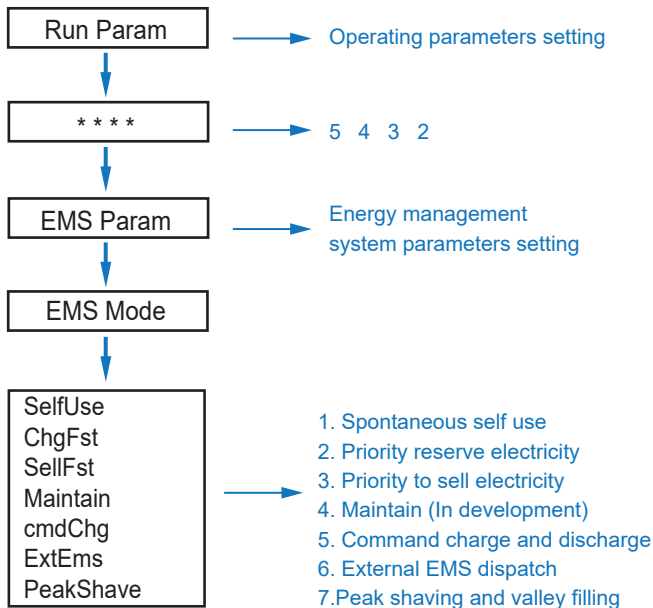 Run Param
Operating parameters setting
* * * *
5 4 3 2
EMS Param
Energy management
system parameters setting
EMS Mode
SelfUse
ChgFst
SellFst
Maintain
cmdChg
ExtEms
PeakShave
1. Spontaneous self use
2. Priority reserve electricity
3. Priority to sell electricity
4. Maintain (In development)
5. Command charge and discharge
6. External EMS dispatch
7.Peak shaving and valley filling